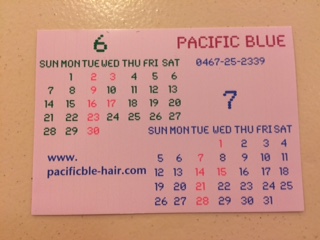 6
PACIFIC BLUE
0467-25-2339
SUN MON TUE WED THU FRI SAT
1 2 3 4 5 6
7 8 9 10 11 12 13
14 15 16 17 18 19 20
21 22 23 24 25 26 27
28 29 30
7
SUN MON TUE WED THU FRI SAT
1 2 3 4
5 6 7 8 9 10 11
12 13 14 15 16 17 18
19 20 21 22 23 24 25
26 27 28 29 30 31
www.
pacificble-hair.com